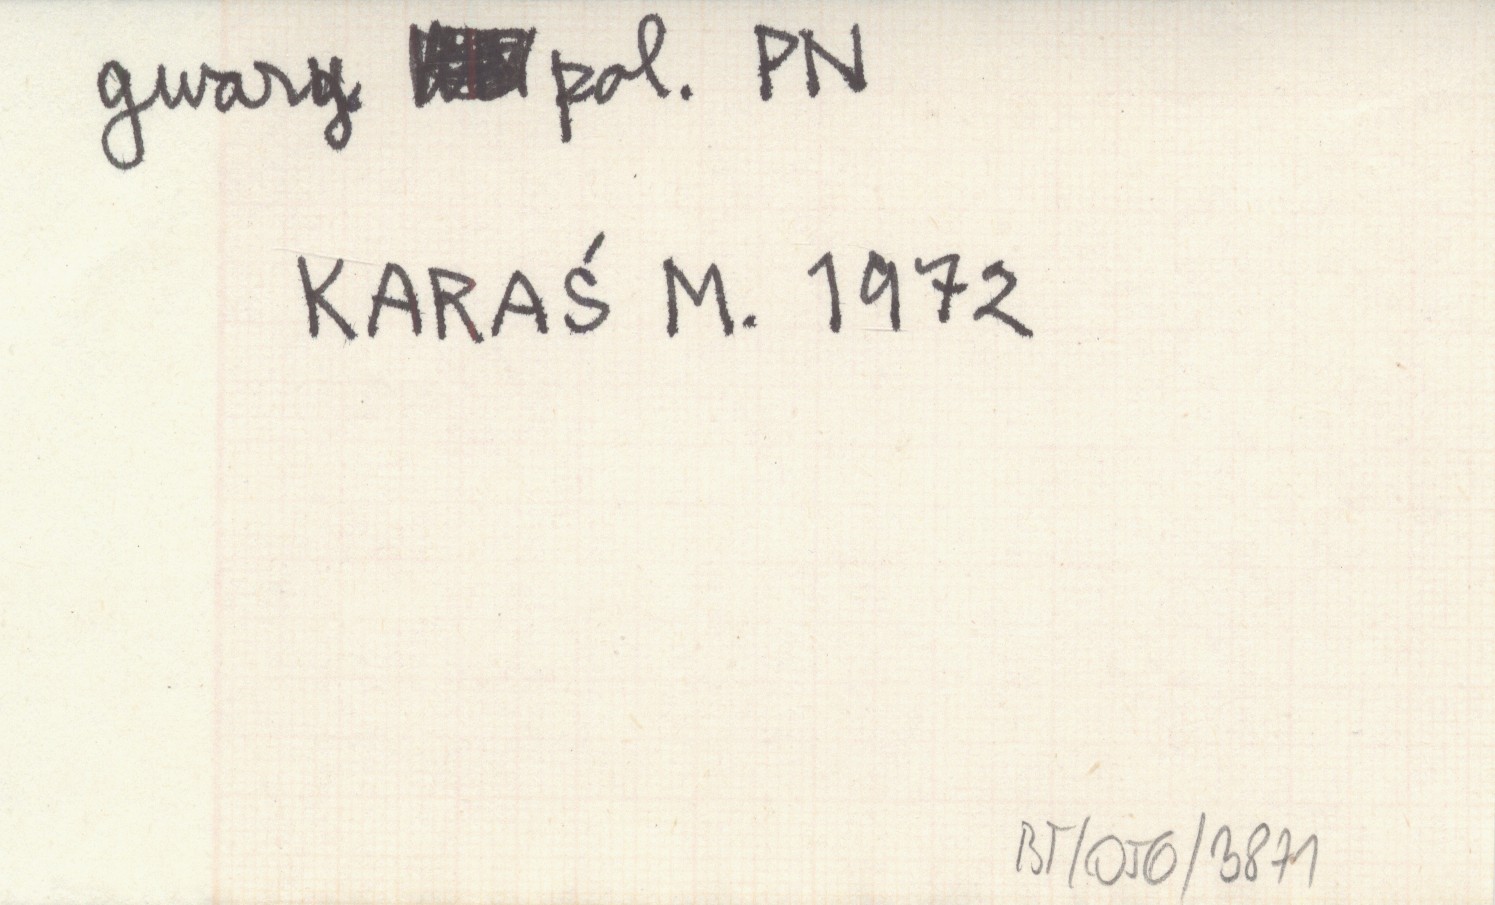 gwary pol. PN
KARAŚ M. 1972
BT/OJO/3871